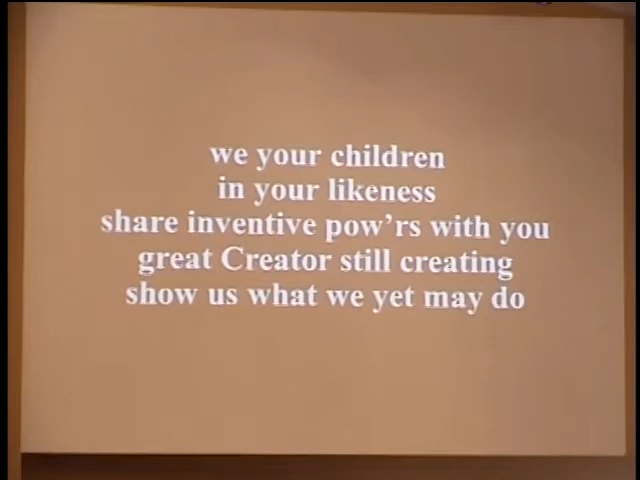 we your children
in your likeness
share inventive pow'rs with you
great Creator still creating
show us what we yet may do